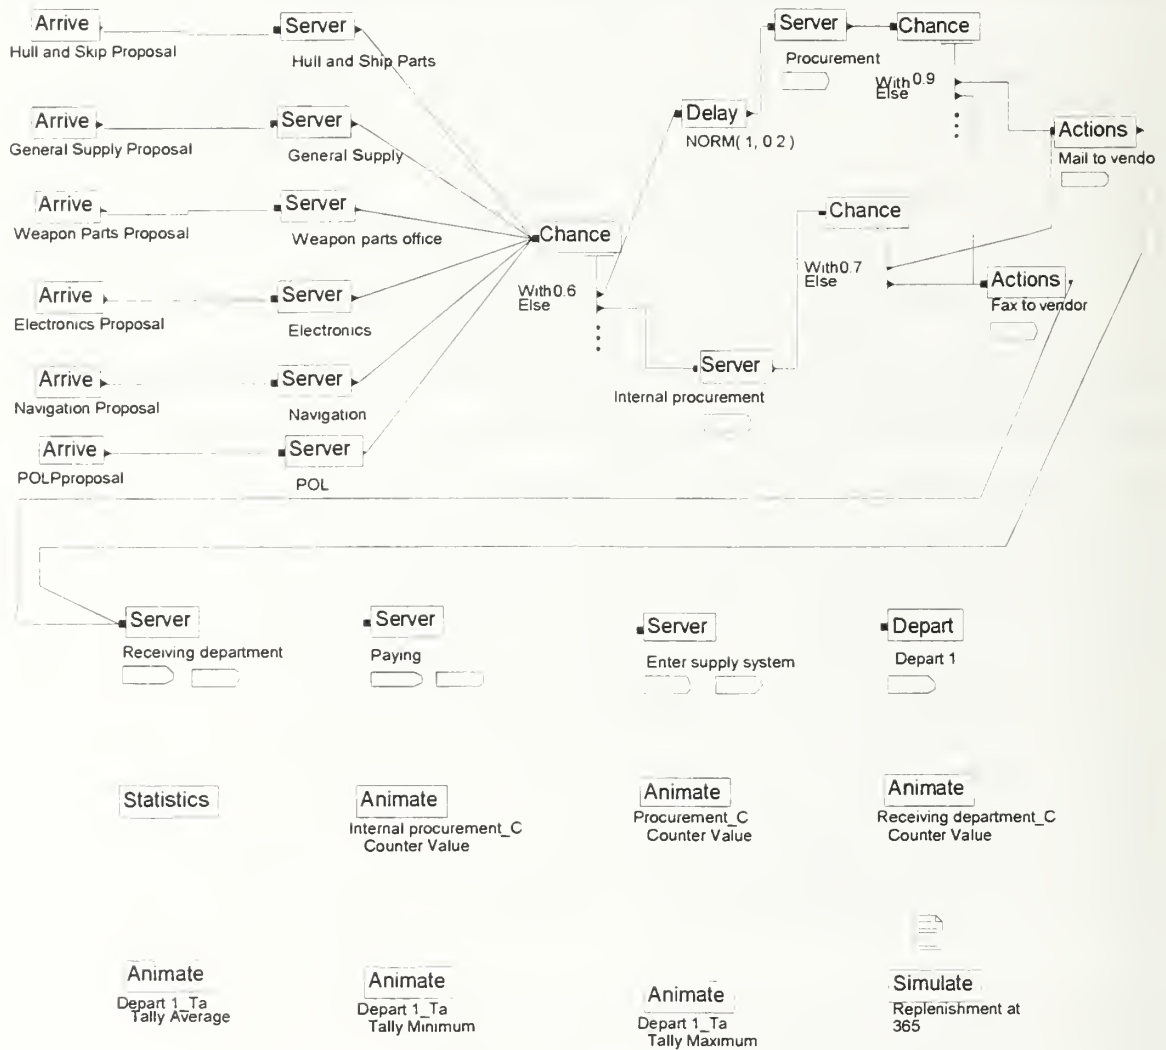 Arrive
Hull and Skip Proposal
Server
Hull and Ship Parts
Arrive
General Supply Proposal
Server
General Supply
Arrive
Weapon Parts Proposal
Server
Weapon parts office
Arrive
Electronics Proposal
Server
Electronics
Arrive
Navigation Proposal
Server
Navigation
Arrive
POLPproposal
Server
POL
Chance
With0.6
Else
Delay
NORM( 1, 0 2 )
Server
Procurement
Chance
With 0.9
Else
Actions
Mail to vendo
Server
Internal procurement
Chance
With0.7
Else
Actions
Fax to vendor
Server
Receiving department
Server
Paying
Server
Enter supply system
Depart
Depart 1
Statistics
Animate
Internal procurement_C
Counter Value
Animate
Procurement_C
Counter Value
Animate
Receiving department_C
Counter Value
Animate
Depart 1_Ta
Tally Average
Animate
Depart 1_Ta
Tally Minimum
Animate
Depart 1_Ta
Tally Maximum
Simulate
Replenishment at
365